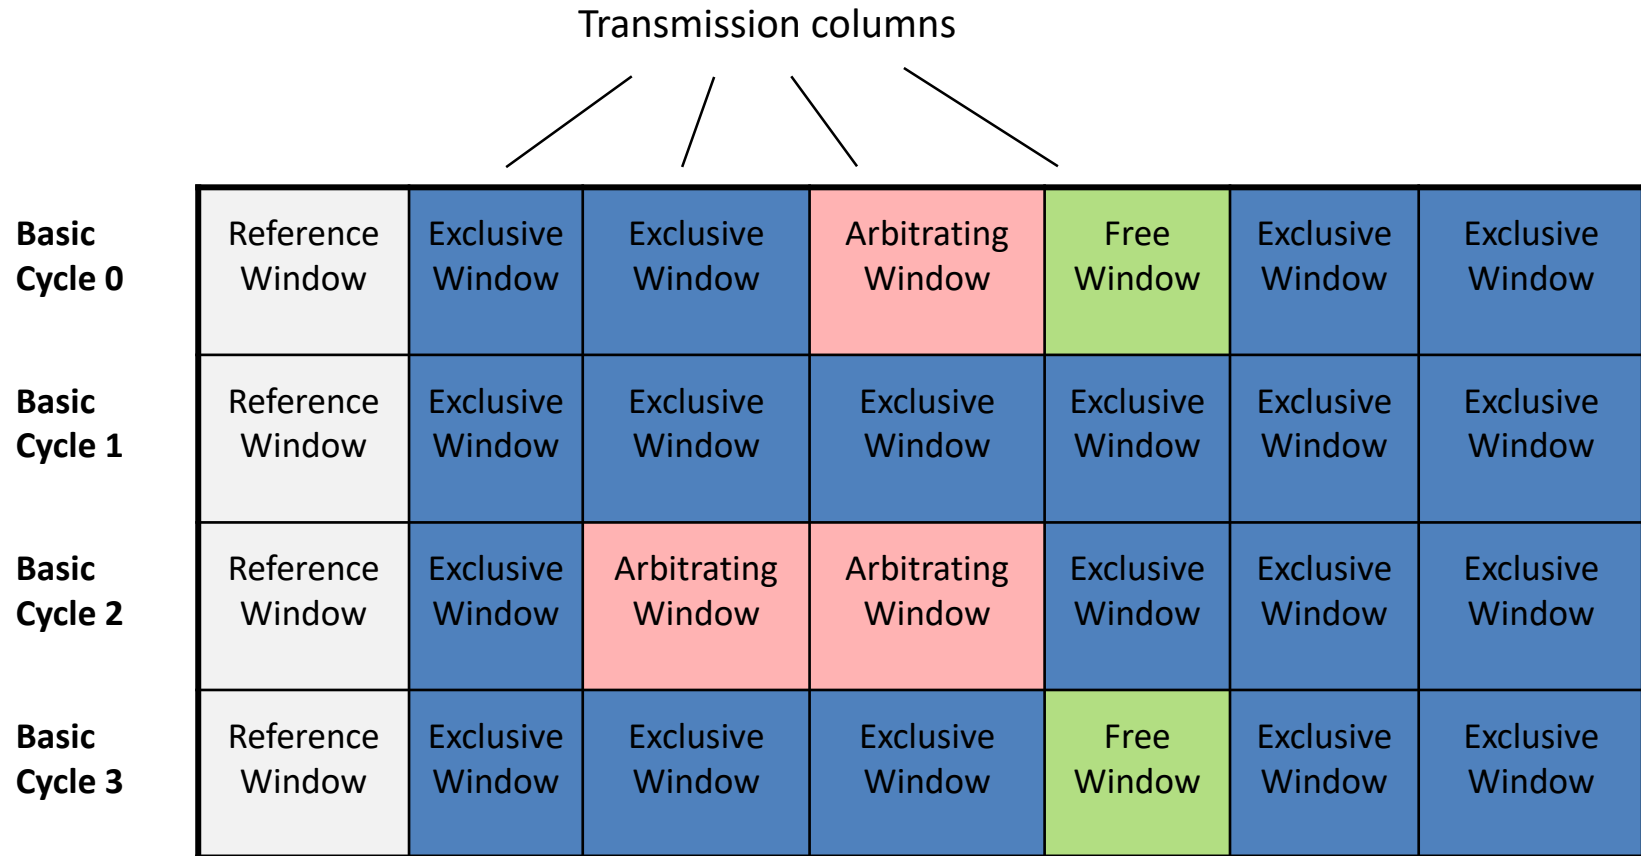 Transmission columns
Basic Reference Exclusive Exclusive Arbitrating Free Exclusive Exclusive
Cycle 0 Window Window Window Window Window Window Window
Basic Reference Exclusive Exclusive Exclusive Exclusive Exclusive Exclusive
Cycle 1 Window Window Window Window Window Window Window
Basic Reference Exclusive Arbitrating Arbitrating Exclusive Exclusive Exclusive
Cycle 2 Window Window Window Window Window Window Window
Basic Reference Exclusive Exclusive Exclusive Free Exclusive Exclusive
Cycle 3 Window Window Window Window Window Window Window